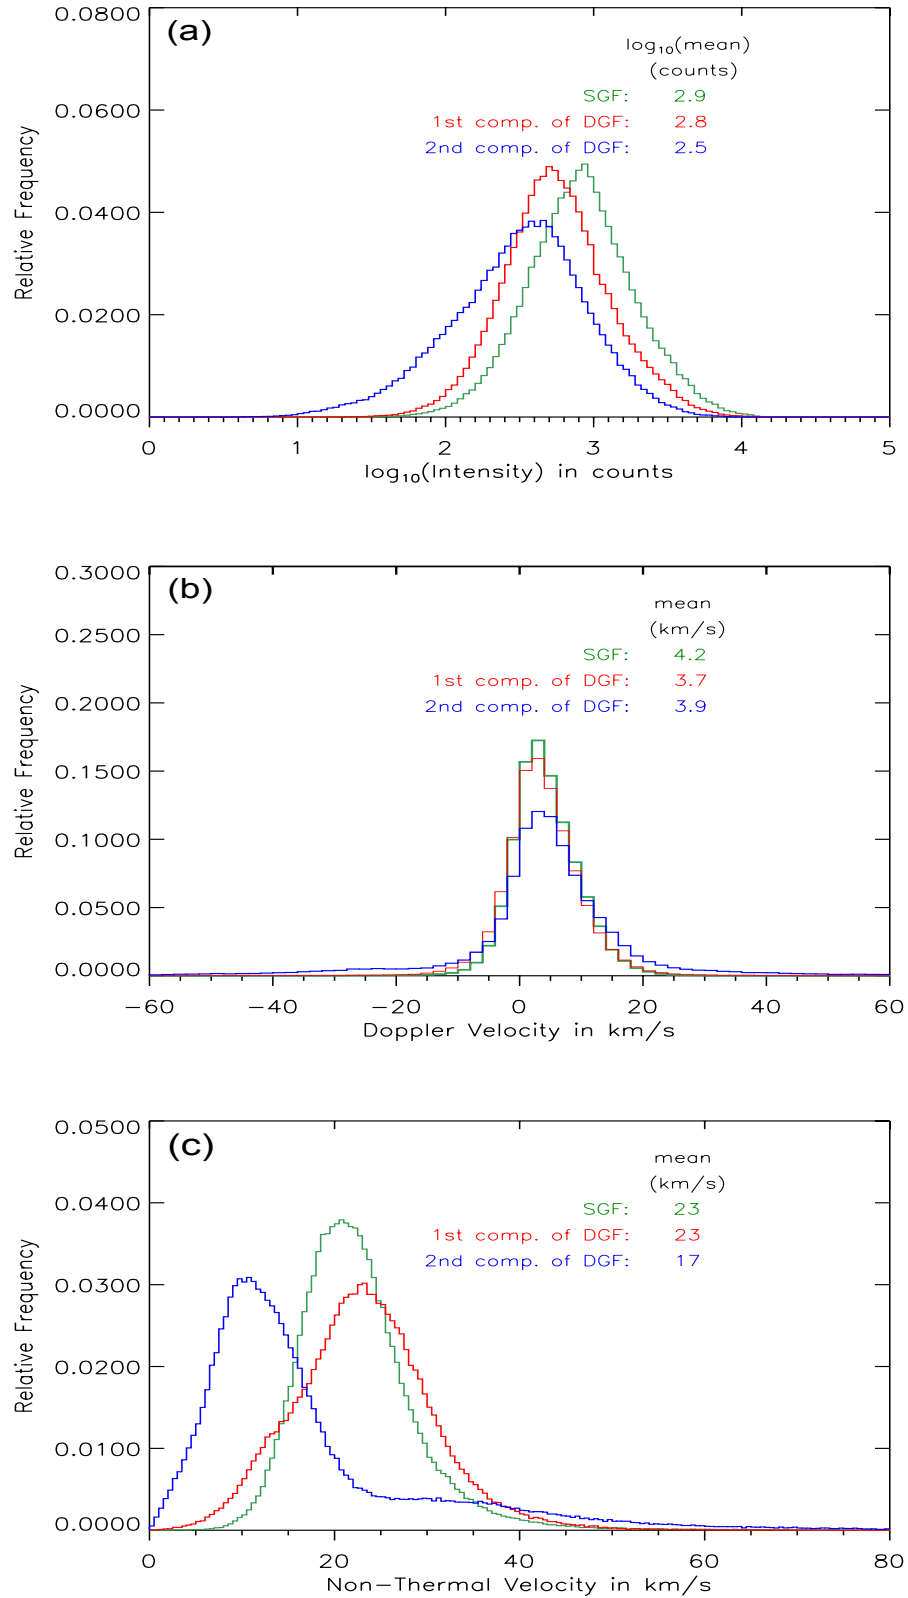 (a)
log10(mean)
(counts)
SGF: 2.9
1st comp. of DGF: 2.8
2nd comp. of DGF: 2.5
Relative Frequency
0.0800
0.0600
0.0400
0.0200
0.0000
0 1 2 3 4 5
log10(Intensity) in counts
(b)
mean
(km/s)
SGF: 4.2
1st comp. of DGF: 3.7
2nd comp. of DGF: 3.9
Relative Frequency
0.3000
0.2500
0.2000
0.1500
0.1000
0.0500
0.0000
−60 −40 −20 0 20 40 60
Doppler Velocity in km/s
(c)
mean
(km/s)
SGF: 23
1st comp. of DGF: 23
2nd comp. of DGF: 17
Relative Frequency
0.0500
0.0400
0.0300
0.0200
0.0100
0.0000
0 20 40 60 80
Non−Thermal Velocity in km/s